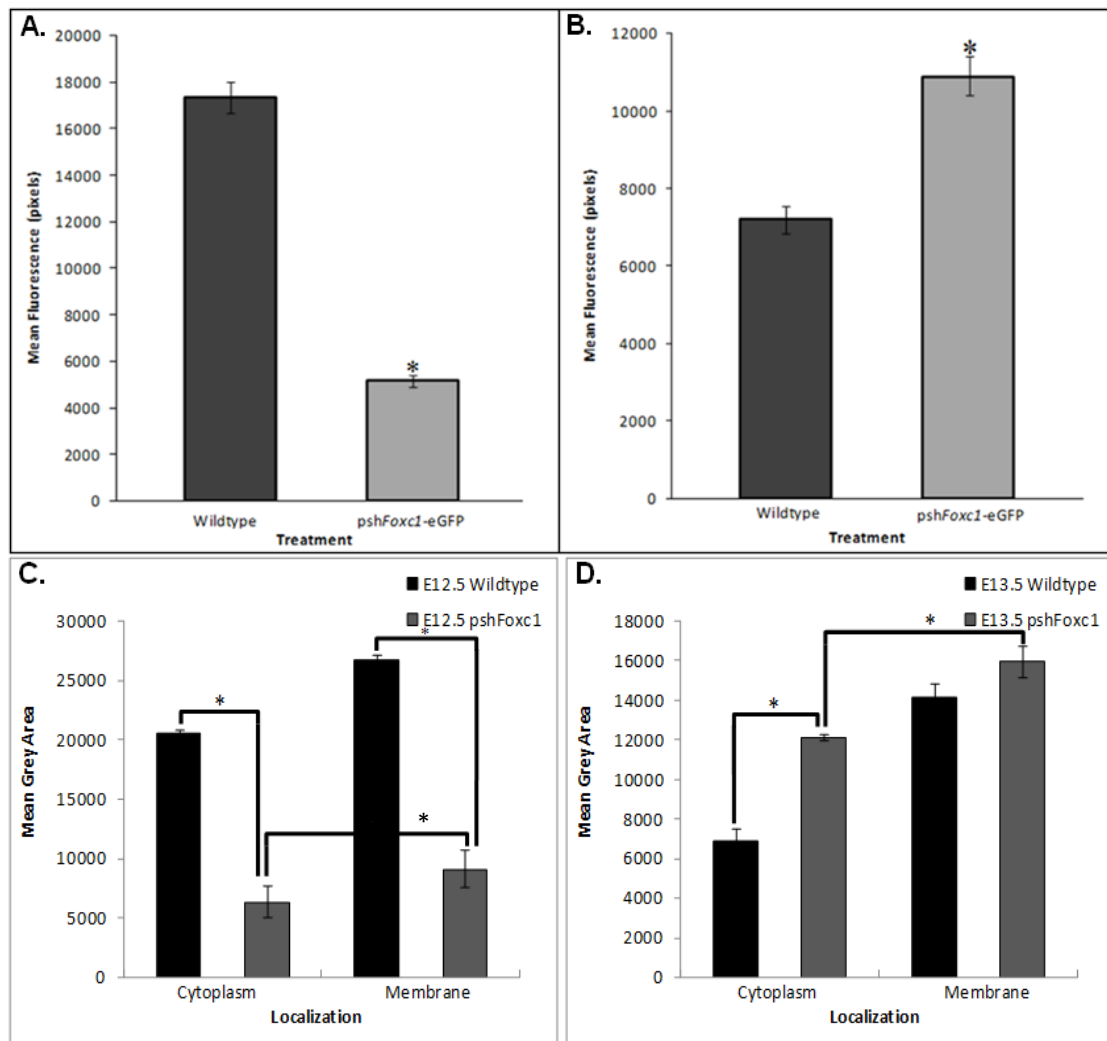 A.
20000
18000
16000
14000
12000
10000
8000
6000
4000
2000
0
Mean Fluorescence (pixels)
*
Wildtype
pshFoxc1-eGFP
Treatment
B.
12000
10000
8000
6000
4000
2000
0
Mean Fluorescence (pixels)
*
Wildtype
pshFoxc1-eGFP
Treatment
C.
E12.5 Wildtype
E12.5 pshFoxc1
30000
25000
20000
15000
10000
5000
0
Mean Grey Area
*
*
*
Cytoplasm
Membrane
Localization
D.
E13.5 Wildtype
E13.5 pshFoxc1
18000
16000
14000
12000
10000
8000
6000
4000
2000
0
Mean Grey Area
*
*
Cytoplasm
Membrane
Localization